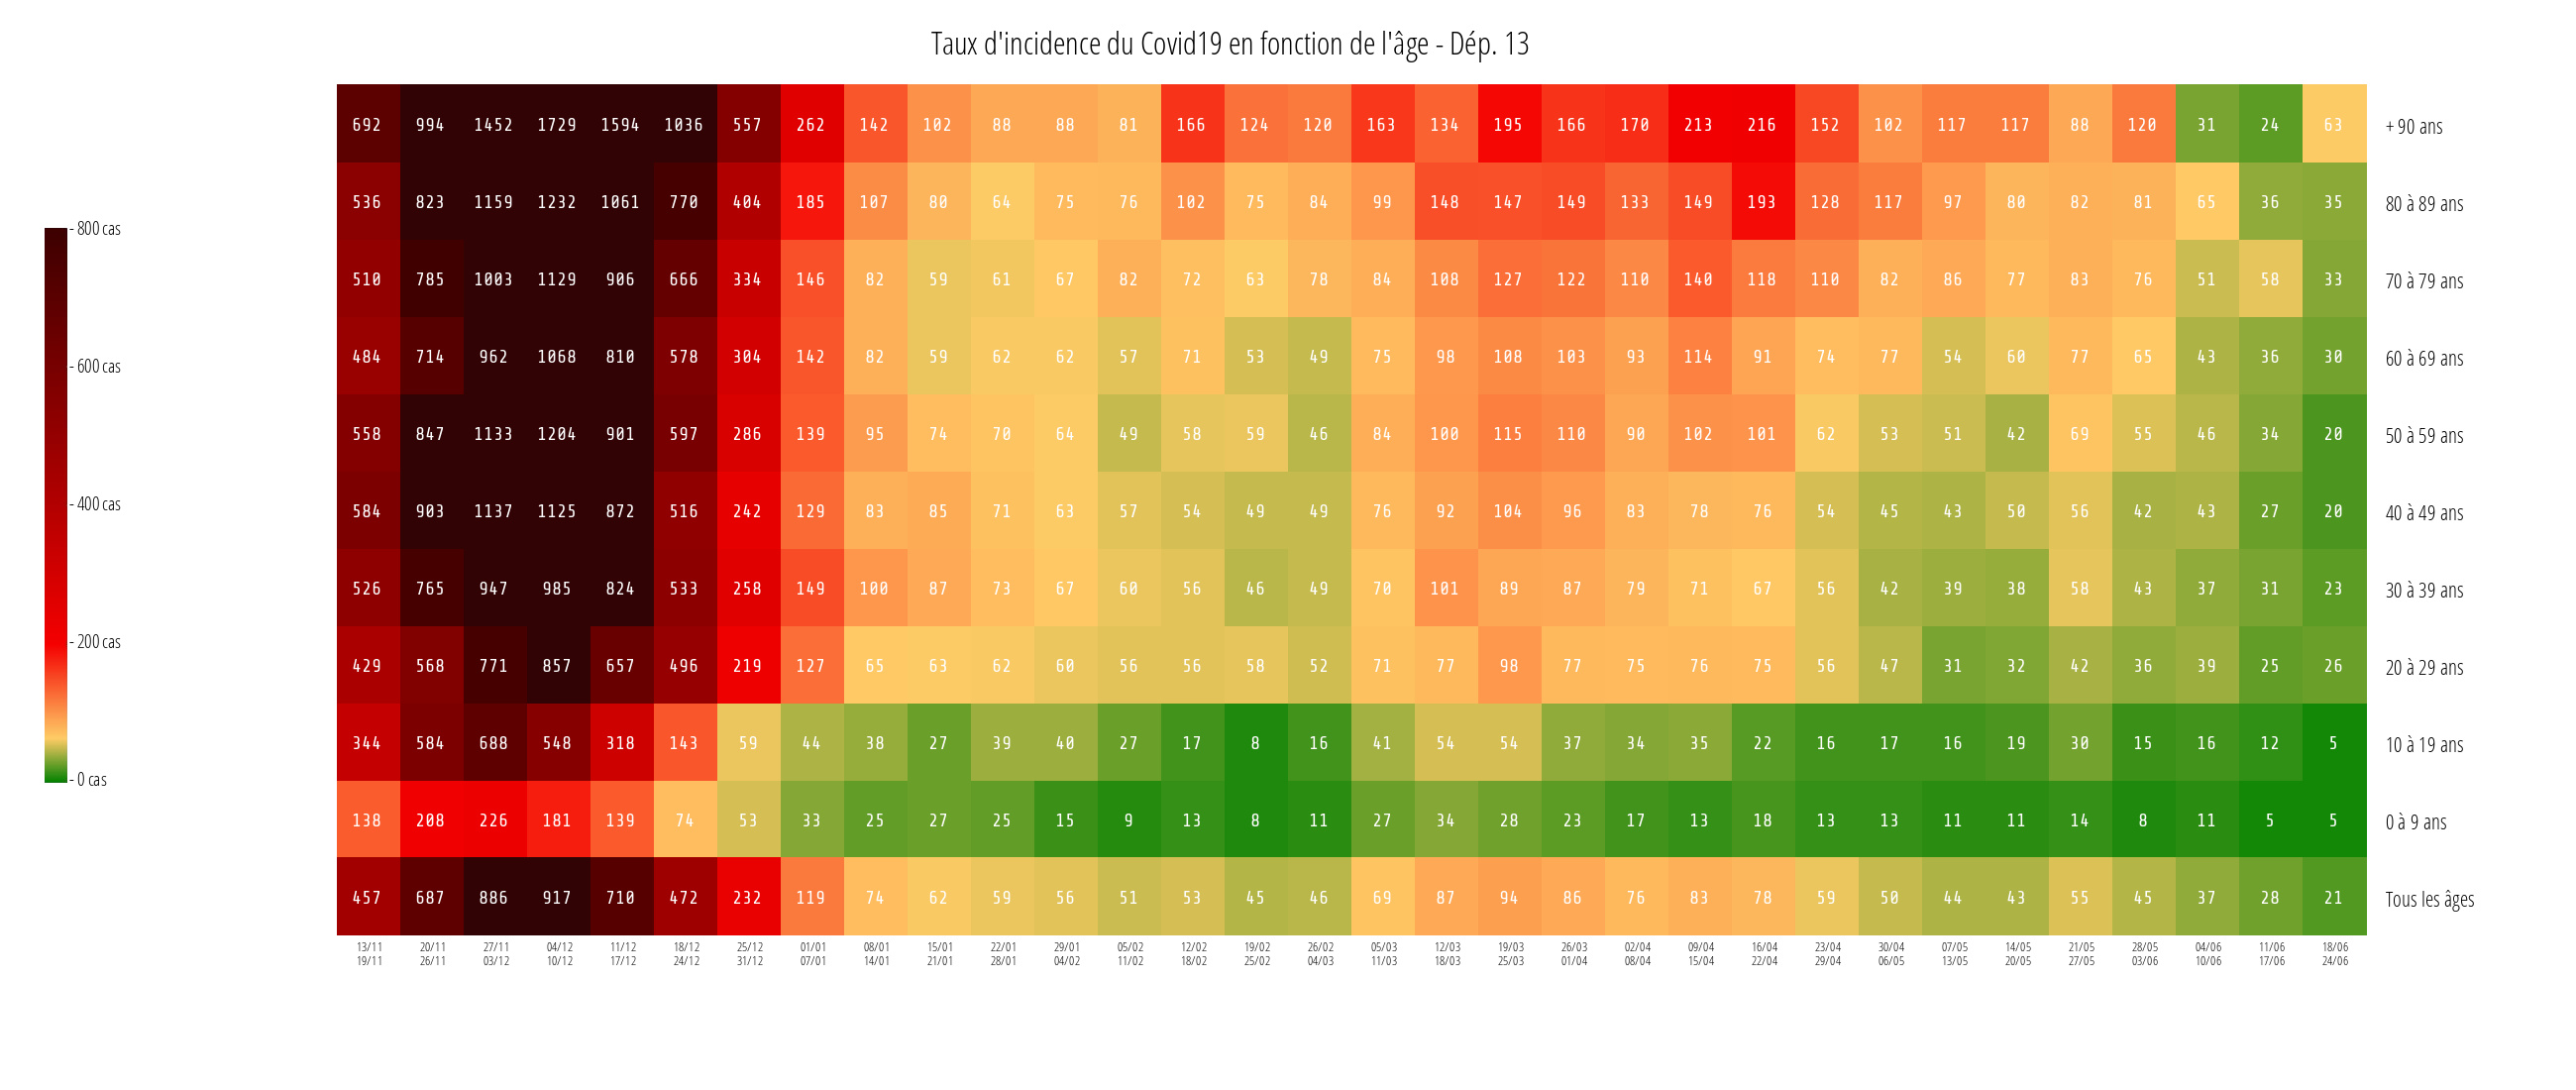 Taux d'incidence du Covid19 en fonction de l'âge - Dép. 13
692 994 1452 1729 1594 1036 557 262 142 102 88 88 81 166 124 120 163 134 195 166 170 213 216 152 102 117 117 88 120 31 24 63 + 90 ans
536 823 1159 1232 1061 770 404 185 107 80 64 75 76 102 75 84 99 148 147 149 133 149 193 128 117 97 80 82 81 65 36 35 80 à 89 ans
- 800 cas
510 785 1003 1129 906 666 334 146 82 59 61 67 82 72 63 78 84 108 127 122 110 140 118 110 82 86 77 83 76 51 58 33 70 à 79 ans
484 714 962 1068 810 578 304 142 82 59 62 62 57 71 53 49 75 98 108 103 93 114 91 74 77 54 60 77 65 43 36 30 60 à 69 ans
- 600 cas
558 847 1133 1204 901 597 286 139 95 74 70 64 49 58 59 46 84 100 115 110 90 102 101 62 53 51 42 69 55 46 34 20 50 à 59 ans
- 400 cas
584 903 1137 1125 872 516 242 129 83 85 71 63 57 54 49 49 76 92 104 96 83 78 76 54 45 43 50 56 42 43 27 20 40 à 49 ans
526 765 947 985 824 533 258 149 100 87 73 67 60 56 46 49 70 101 89 87 79 71 67 56 42 39 38 58 43 37 31 23 30 à 39 ans
- 200 cas
429 568 771 857 657 496 219 127 65 63 62 60 56 56 58 52 71 77 98 77 75 76 75 56 47 31 32 42 36 39 25 26 20 à 29 ans
344 584 688 548 318 143 59 44 38 27 39 40 27 17 8 16 41 54 54 37 34 35 22 16 17 16 19 30 15 16 12 5 10 à 19 ans
- 0 cas
138 208 226 181 139 74 53 33 25 27 25 15 9 13 8 11 27 34 28 23 17 13 18 13 13 11 11 14 8 11 5 5 0 à 9 ans
457 687 886 917 710 472 232 119 74 62 59 56 51 53 45 46 69 87 94 86 76 83 78 59 50 44 43 55 45 37 28 21 Tous les âges
13/11 20/11 27/11 04/12 11/12 18/12 25/12 01/01 08/01 15/01 22/01 29/01 05/02 12/02 19/02 26/02 05/03 12/03 19/03 26/03 02/04 09/04 16/04 23/04 30/04 07/05 14/05 21/05 28/05 04/06 11/06 18/06
19/11 26/11 03/12 10/12 17/12 24/12 31/12 07/01 14/01 21/01 28/01 04/02 11/02 18/02 25/02 04/03 11/03 18/03 25/03 01/04 08/04 15/04 22/04 29/04 06/05 13/05 20/05 27/05 03/06 10/06 17/06 24/06